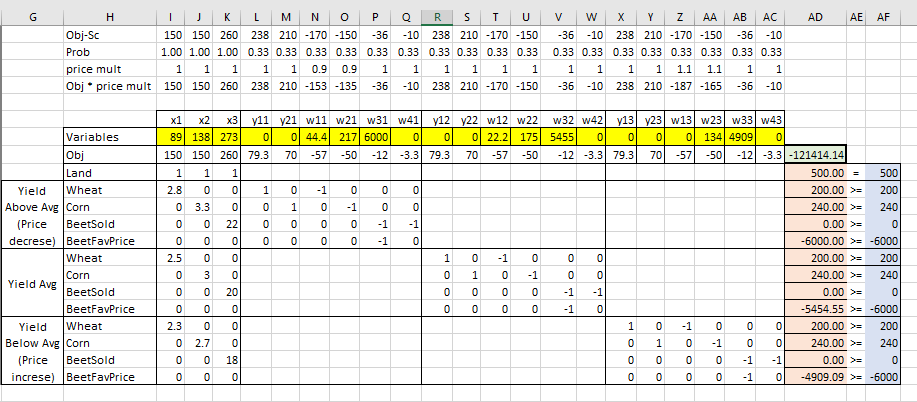 G H I J K L M N O P Q R S T U V W X Y Z AA AB AC AD AE AF
Obj-Sc 150 150 260 238 210 -170 -150 -36 -10 238 210 -170 -150 -36 -10 238 210 -170 -150 -36 -10
Prob 1.00 1.00 1.00 0.33 0.33 0.33 0.33 0.33 0.33 0.33 0.33 0.33 0.33 0.33 0.33 0.33 0.33 0.33 0.33 0.33 0.33
price mult 1 1 1 1 1 0.9 0.9 1 1 1 1 1 1 1 1 1 1 1.1 1.1 1 1
Obj * price mult 150 150 260 238 210 -153 -135 -36 -10 238 210 -170 -150 -36 -10 238 210 -187 -165 -36 -10
x1 x2 x3 y11 y21 w11 w21 w31 w41 y12 y22 w12 w22 w32 w42 y13 y23 w13 w23 w33 w43
Variables 89 138 273 0 0 44.4 217 6000 0 0 0 22.2 175 5455 0 0 0 0 134 4909 0
Obj 150 150 260 79.3 70 -57 -50 -12 -3.3 79.3 70 -57 -50 -12 -3.3 79.3 70 -57 -50 -12 -3.3 -121414.14
Land 1 1 1 500.00 = 500
Yield Wheat 2.8 0 0 1 0 -1 0 0 0 200.00 >= 200
Above Avg Corn 0 3.3 0 0 1 0 -1 0 0 240.00 >= 240
(Price BeetSold 0 0 22 0 0 0 0 -1 -1 0.00 >= 0
decrese) BeetFavPrice 0 0 0 0 0 0 0 -1 0 -6000.00 >= -6000
Wheat 2.5 0 0 1 0 -1 0 0 0 200.00 >= 200
Yield Avg Corn 0 3 0 0 1 0 -1 0 0 240.00 >= 240
BeetSold 0 0 20 0 0 0 0 -1 -1 0.00 >= 0
BeetFavPrice 0 0 0 0 0 0 0 -1 0 -5454.55 >= -6000
Yield Wheat 2.3 0 0 1 0 -1 0 0 0 200.00 >= 200
Below Avg Corn 0 2.7 0 0 1 0 -1 0 0 240.00 >= 240
(Price BeetSold 0 0 18 0 0 0 0 -1 -1 0.00 >= 0
increse) BeetFavPrice 0 0 0 0 0 0 0 -1 0 -4909.09 >= -6000